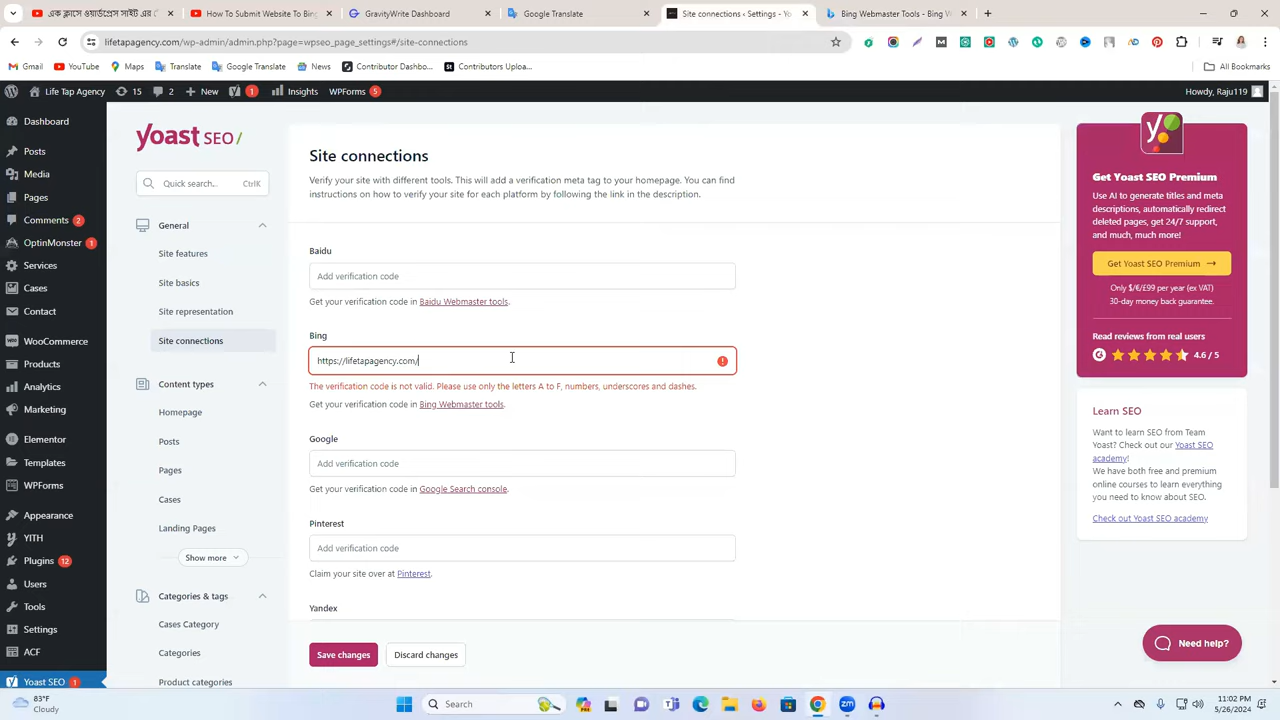 How to Submit Website To
GravityWrite Dashboard
Google Translate
Site connections ‹ Settings - Yo
Bing Webmaster Tools - Bing W
lifetapagency.com/wp-admin/admin.php?page=wpseo_page_settings#/site-connections
Gmail
YouTube
Maps
Translate
Google Translate
News
Contributor Dashbo...
Contributors Uploa...
All Bookmarks
Life Tap Agency
15
2
New
1
Insights
WPForms
5
Howdy, Raju119
Dashboard
Posts
Media
Pages
Comments
2
OptinMonster
1
Services
Cases
Contact
WooCommerce
Products
Analytics
Marketing
Elementor
Templates
WPForms
Appearance
YITH
Plugins
12
Users
Tools
Settings
ACF
Yoast SEO
1
yoast SEO/
Quick search...
CtrlK
General
Site features
Site basics
Site representation
Site connections
Content types
Homepage
Posts
Pages
Cases
Landing Pages
Show more
Categories & tags
Cases Category
Categories
Product categories
Site connections
Verify your site with different tools. This will add a verification meta tag to your homepage. You can find
instructions on how to verify your site for each platform by following the link in the description.
Baidu
Add verification code
Get your verification code in Baidu Webmaster tools.
Bing
https://lifetapagency.com/
The verification code is not valid. Please use only the letters A to F, numbers, underscores and dashes.
Get your verification code in Bing Webmaster tools.
Google
Add verification code
Get your verification code in Google Search console.
Pinterest
Add verification code
Claim your site over at Pinterest.
Yandex
Save changes
Discard changes
Get Yoast SEO Premium
Use AI to generate titles and meta
descriptions, automatically redirect
deleted pages, get 24/7 support,
and much, much more!
Get Yoast SEO Premium →
Only $/€/£99 per year (ex VAT)
30-day money back guarantee.
Read reviews from real users
4.6 / 5
Learn SEO
Want to learn SEO from Team
Yoast? Check out our Yoast SEO
academy!
We have both free and premium
online courses to learn everything
you need to know about SEO.
Check out Yoast SEO academy
Need help?
83°F
Cloudy
Search
11:02 PM
5/26/2024